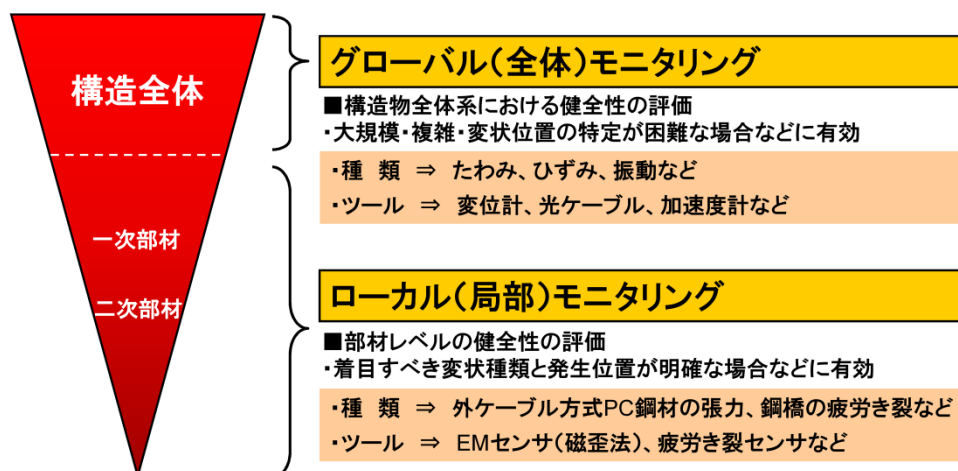 構造全体
一次部材
二次部材
グローバル(全体)モニタリング
■構造物全体系における健全性の評価
・大規模・複雑・変状位置の特定が困難な場合などに有効
・種　類　⇒　たわみ、ひずみ、振動など
・ツール　⇒　変位計、光ケーブル、加速度計など
ローカル(局部)モニタリング
■部材レベルの健全性の評価
・着目すべき変状種類と発生位置が明確な場合などに有効
・種　類　⇒　外ケーブル方式PC鋼材の張力、鋼橋の疲労き裂など
・ツール　⇒　EMセンサ(磁歪法)、疲労き裂センサなど